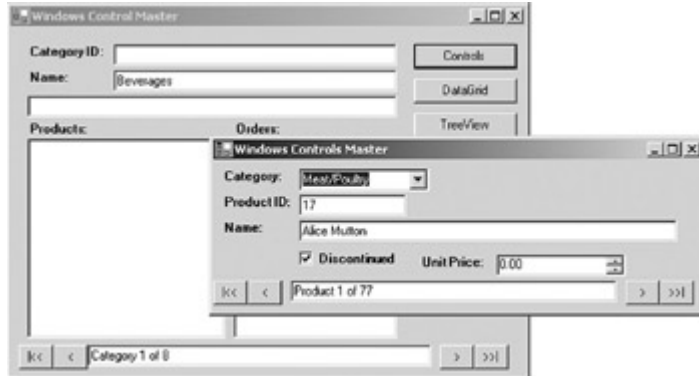 Windows Control Master
Category ID:
Controls
Name: Beverages
DataGrid
Products: Orders: TreeView
Windows Controls Master
Category: Meat/Poultry
Product ID: 17
Name: Alice Mutton
Discontinued Unit Price: 0.00
|<< < Product 1 of 77 > >>|
|<< < Category 1 of 8 > >>|